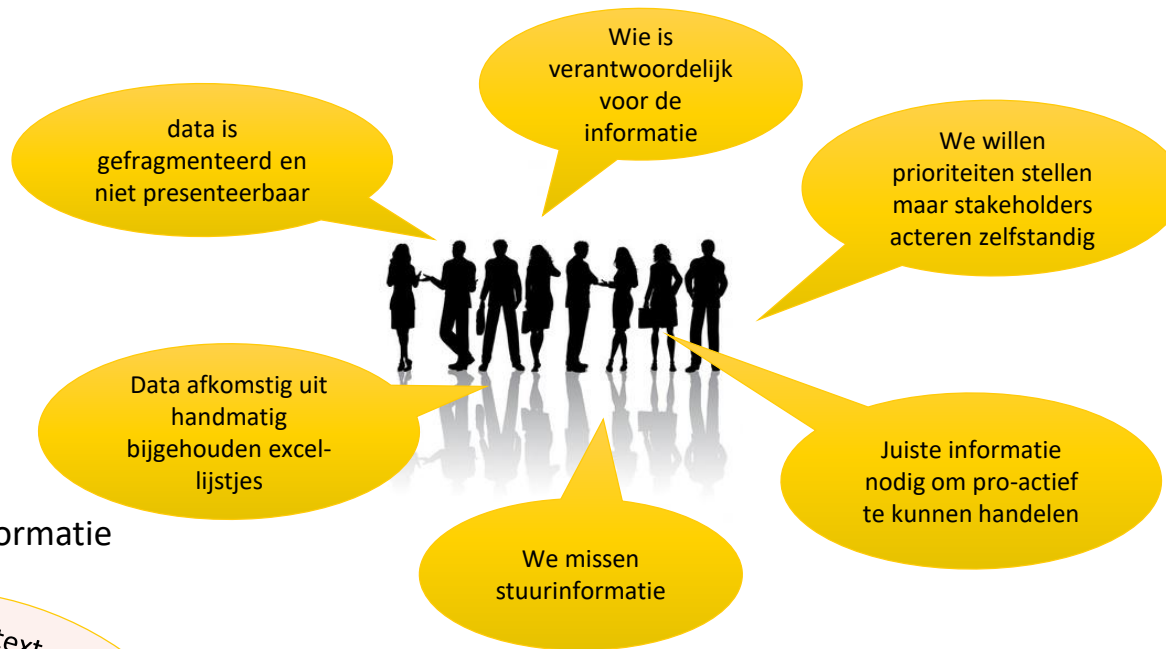 Wie is
verantwoordelijk
voor de
informatie
data is
gefragmenteerd en
niet presenteerbaar
We willen
prioriteiten stellen
maar stakeholders
acteren zelfstandig
Data afkomstig uit
handmatig
bijgehouden excel-
lijstjes
Juiste informatie
nodig om pro-actief
te kunnen handelen
ormatie
We missen
stuurinformatie
text